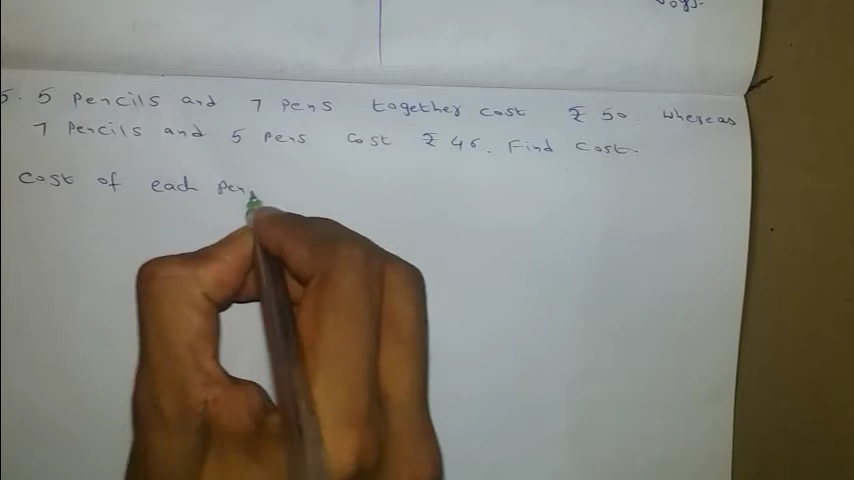 5. 5 Pencils and 7 Pens together cost ₹ 50. Whereas
7 Pencils and 5 Pens cost ₹ 46. Find cost.
cost of each pen